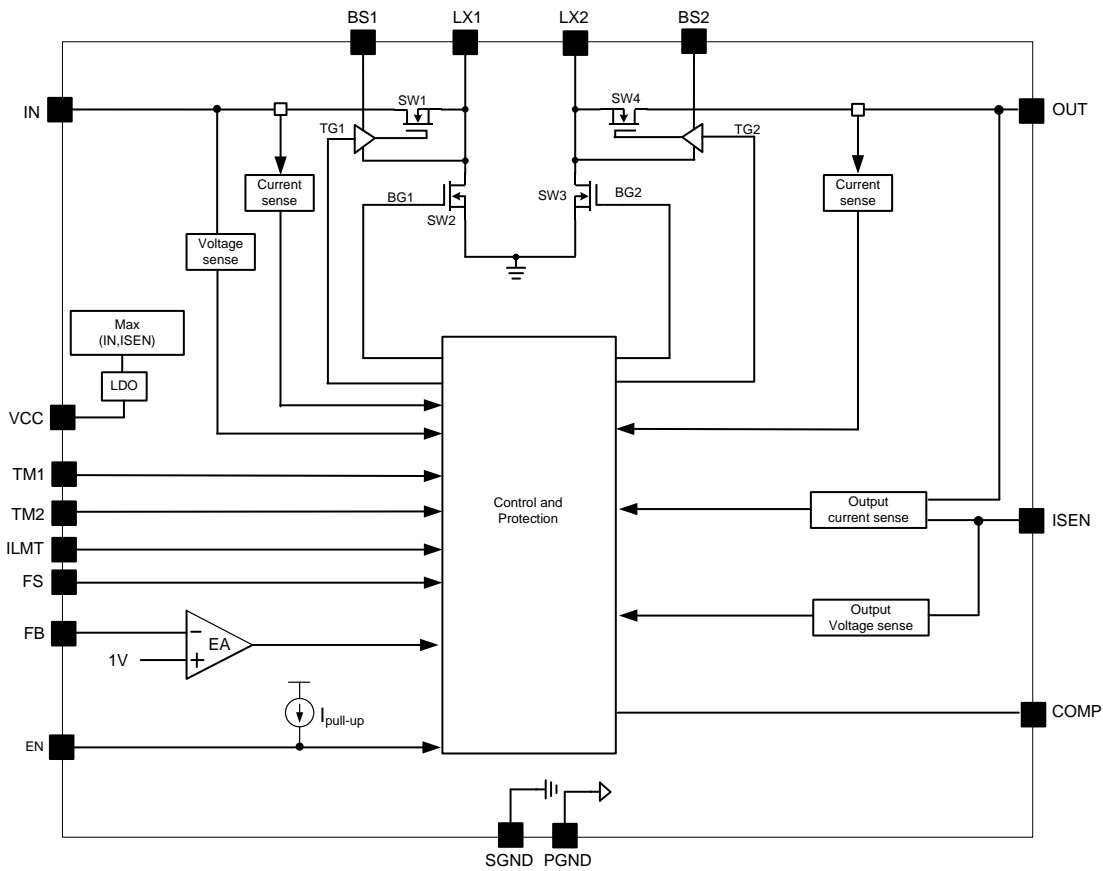 BS1
LX1
LX2
BS2
IN
SW1
SW4
OUT
TG1
TG2
Current
sense
Current
sense
BG1
SW2
SW3
BG2
Voltage
sense
Max
(IN,ISEN)
LDO
VCC
TM1
TM2
ILMT
FS
FB
1V
EA
Ipull-up
EN
Control and
Protection
Output
current sense
ISEN
Output
Voltage sense
COMP
SGND
PGND